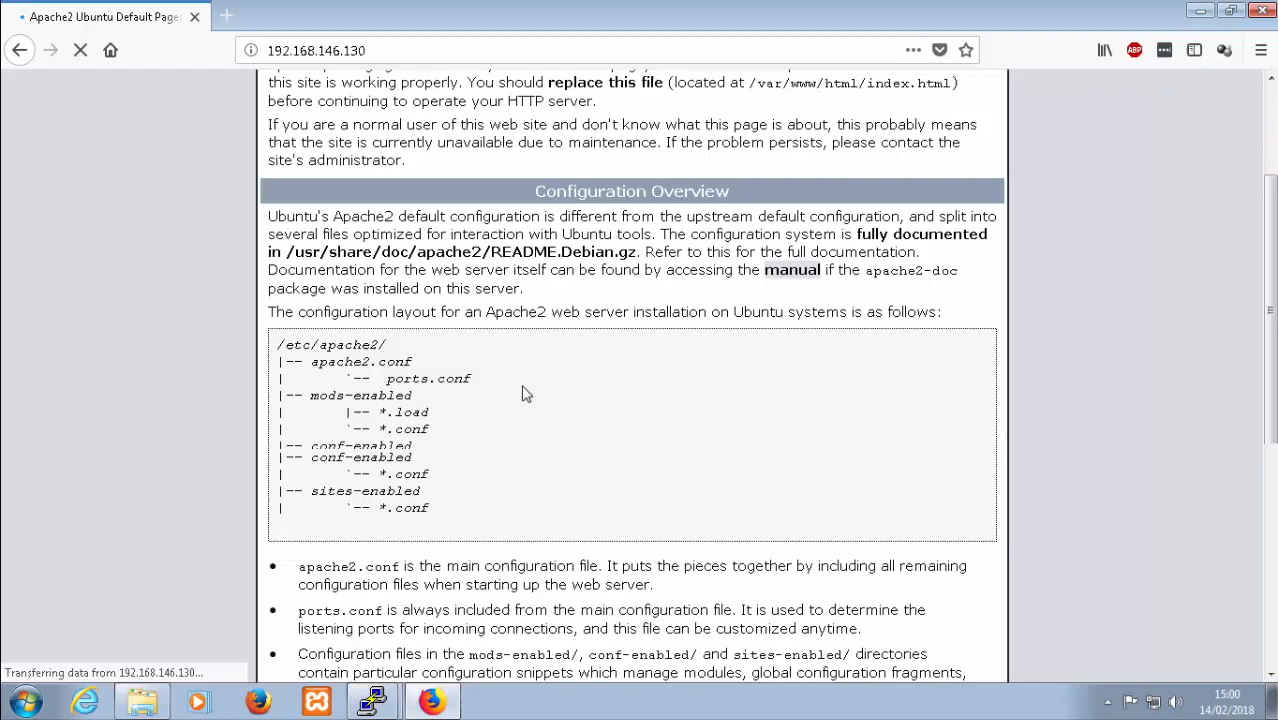 Apache2 Ubuntu Default Page:
192.168.146.130
this site is working properly. You should replace this file (located at /var/www/html/index.html)
before continuing to operate your HTTP server.
If you are a normal user of this web site and don't know what this page is about, this probably means
that the site is currently unavailable due to maintenance. If the problem persists, please contact the
site's administrator.
Configuration Overview
Ubuntu's Apache2 default configuration is different from the upstream default configuration, and split into
several files optimized for interaction with Ubuntu tools. The configuration system is fully documented
in /usr/share/doc/apache2/README.Debian.gz. Refer to this for the full documentation.
Documentation for the web server itself can be found by accessing the manual if the apache2-doc
package was installed on this server.
The configuration layout for an Apache2 web server installation on Ubuntu systems is as follows:
/etc/apache2/
|-- apache2.conf
|       `--  ports.conf
|-- mods-enabled
|       |-- *.load
|       `-- *.conf
|-- conf-enabled
|-- conf-enabled
|       `-- *.conf
|-- sites-enabled
|       `-- *.conf
apache2.conf is the main configuration file. It puts the pieces together by including all remaining
configuration files when starting up the web server.
ports.conf is always included from the main configuration file. It is used to determine the
listening ports for incoming connections, and this file can be customized anytime.
Configuration files in the mods-enabled/, conf-enabled/ and sites-enabled/ directories
contain particular configuration snippets which manage modules, global configuration fragments,
Transferring data from 192.168.146.130...
ABP
15:00
14/02/2018